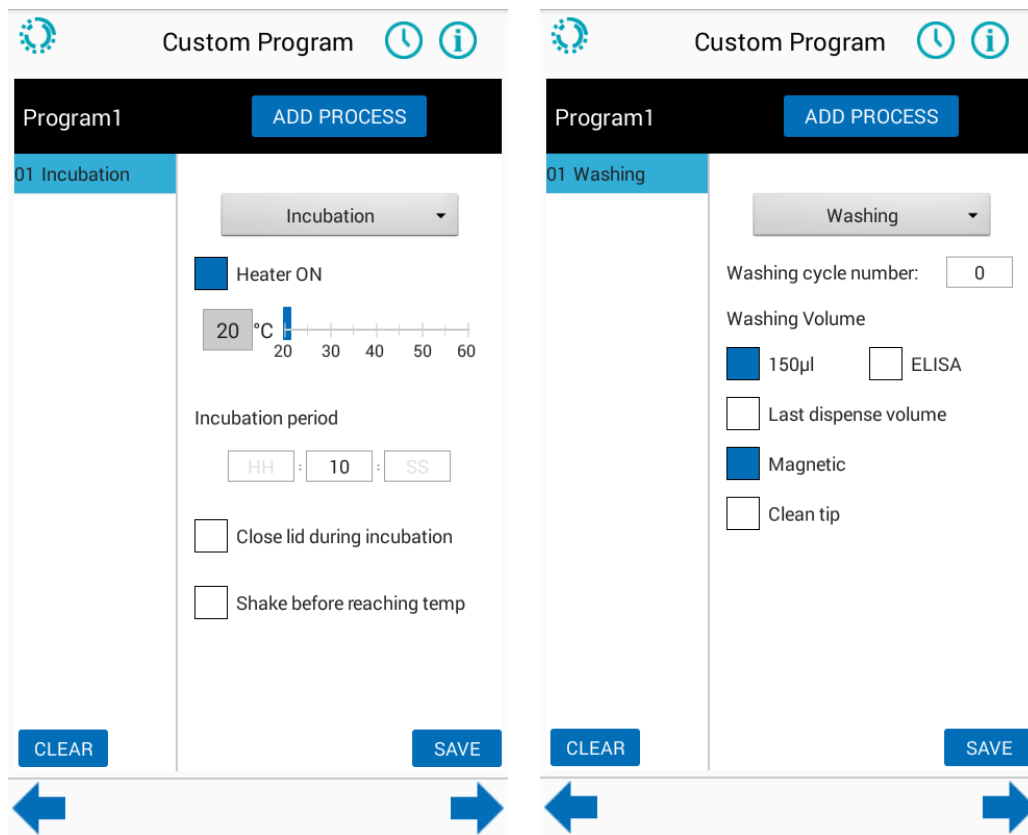 Custom Program
Program1
ADD PROCESS
01 Incubation
Incubation
Heater ON
20 °C
20 30 40 50 60
Incubation period
HH : 10 : SS
Close lid during incubation
Shake before reaching temp
CLEAR
SAVE
Custom Program
Program1
ADD PROCESS
01 Washing
Washing
Washing cycle number: 0
Washing Volume
150µl
ELISA
Last dispense volume
Magnetic
Clean tip
CLEAR
SAVE